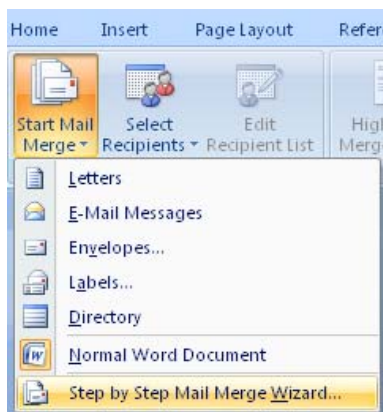 Home Insert Page Layout Refer
Start Mail Merge Select Recipients Edit Recipient List High Merg
Letters
E-Mail Messages
Envelopes...
Labels...
Directory
Normal Word Document
Step by Step Mail Merge Wizard...